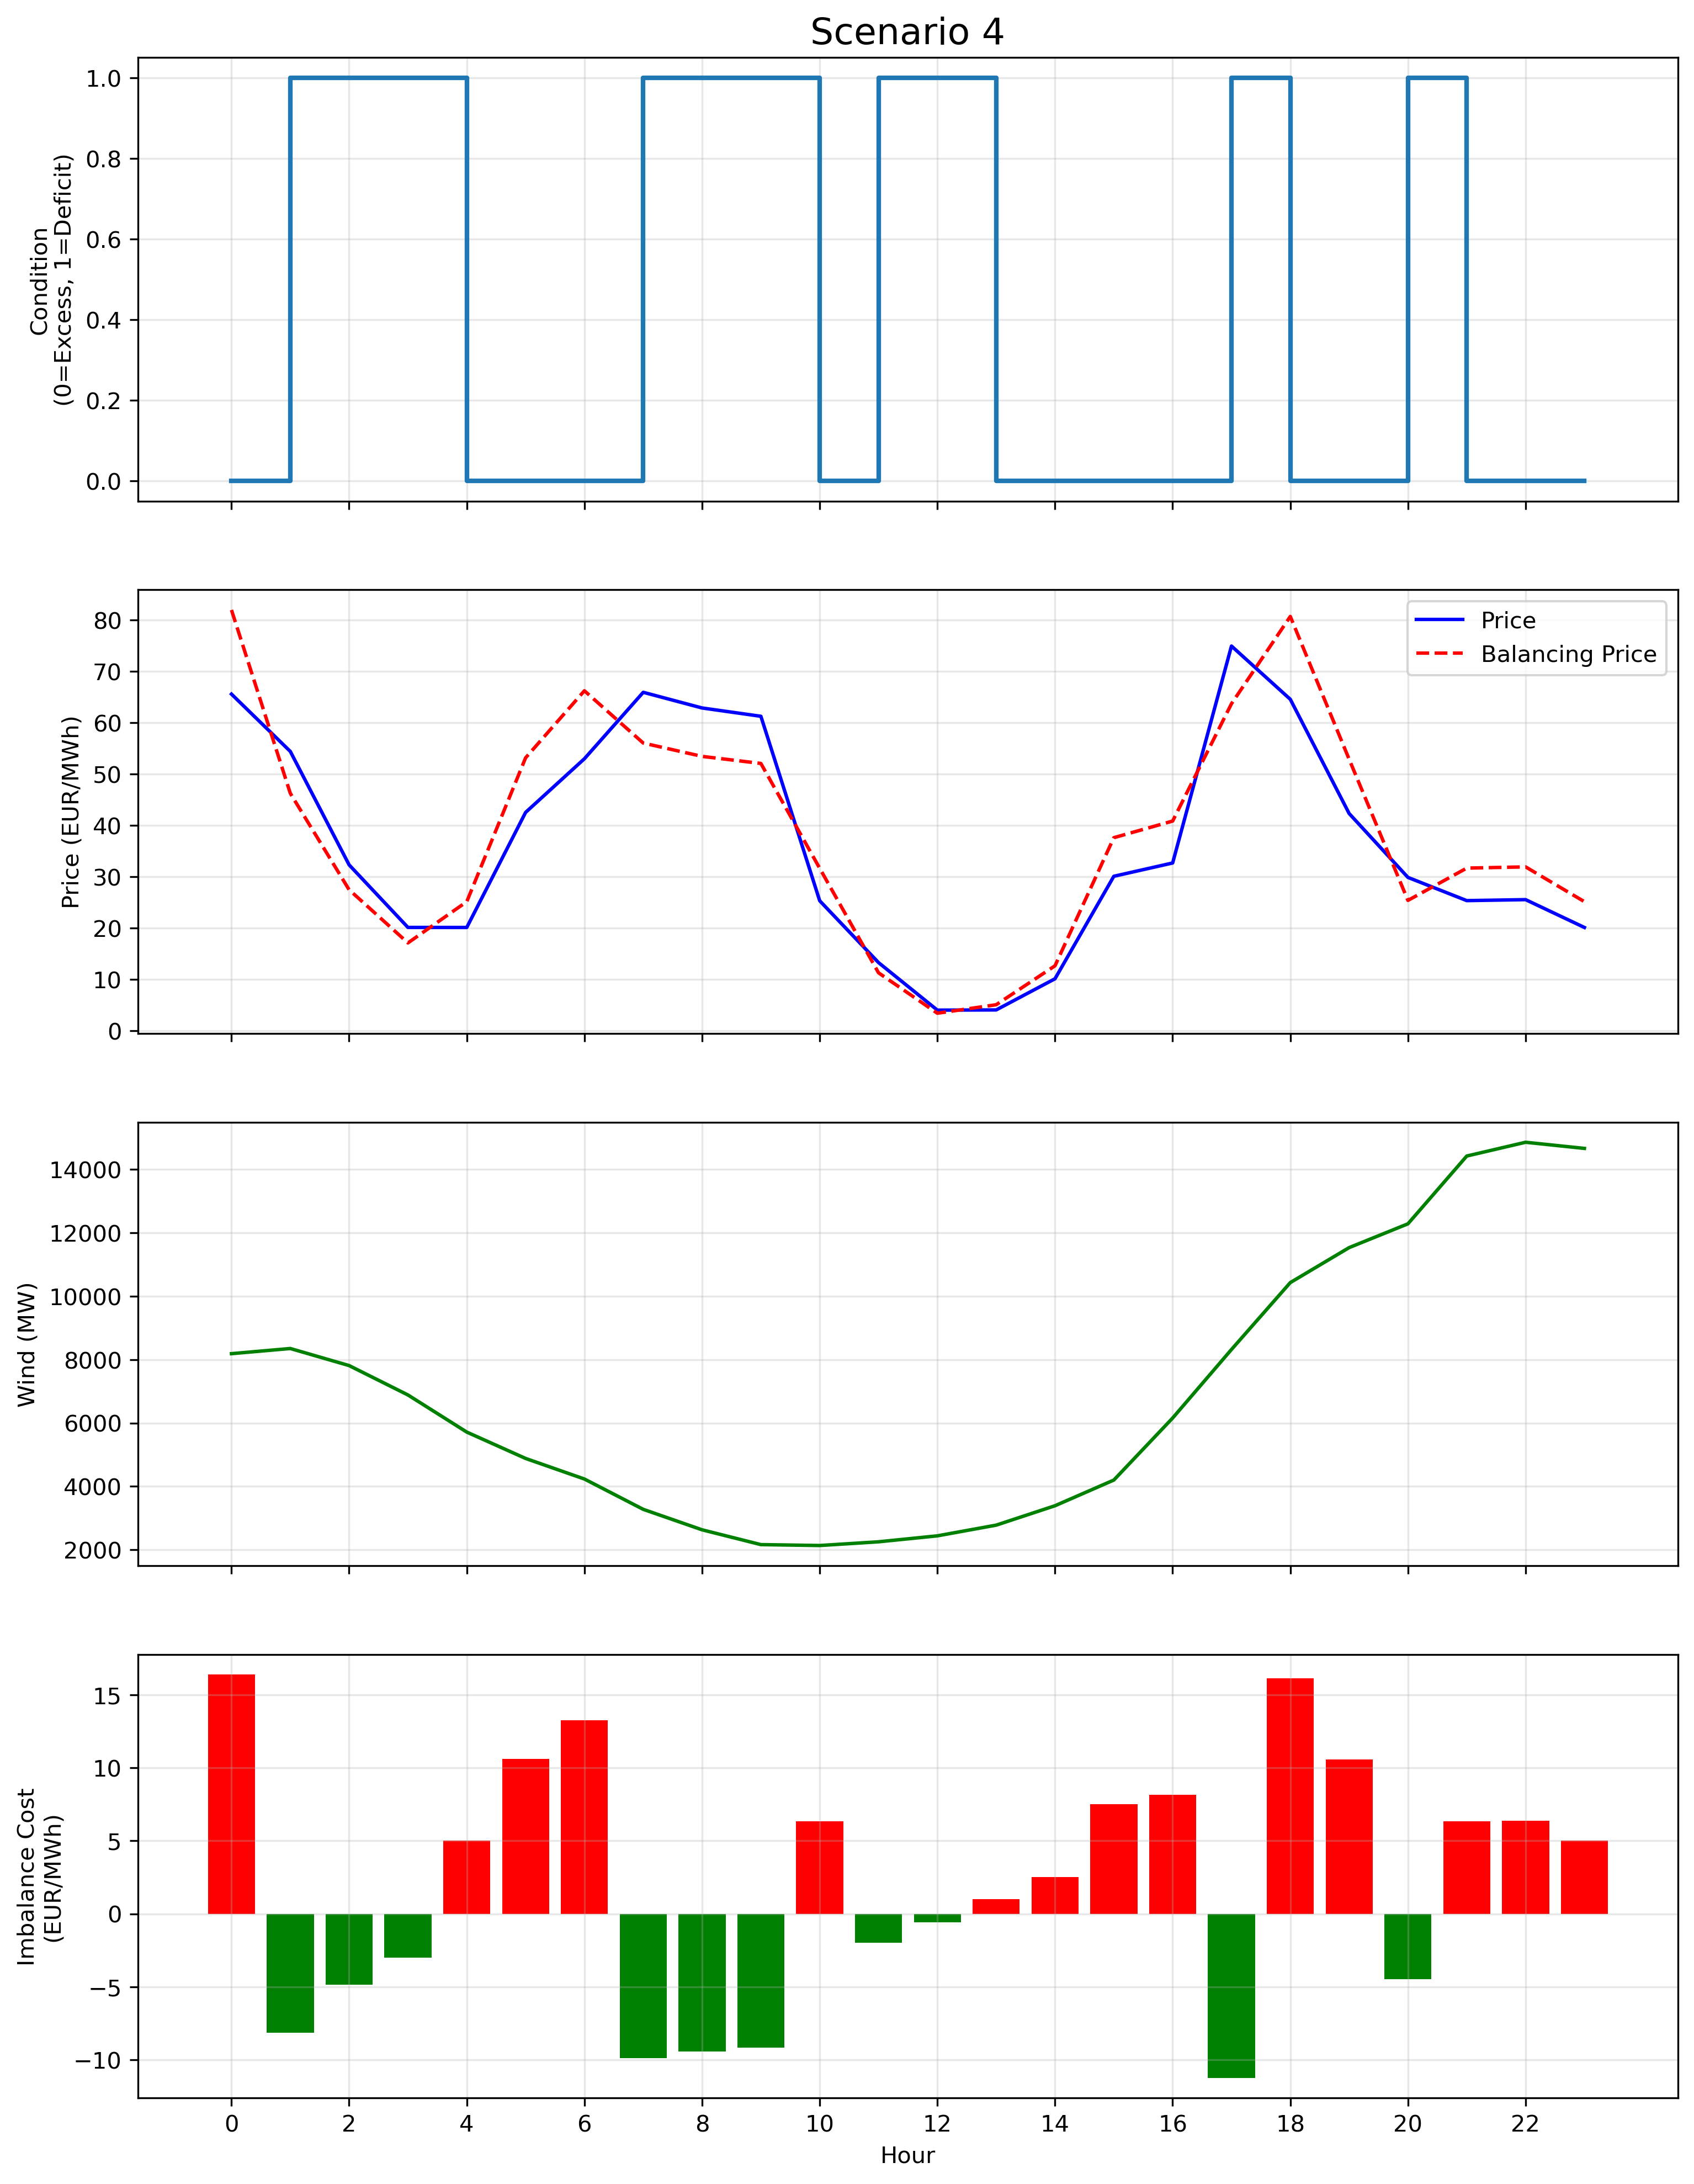 Scenario 4
1.0
0.8
0.6
0.4
0.2
0.0
Condition
(0=Excess, 1=Deficit)
80
70
60
50
40
30
20
10
0
Price (EUR/MWh)
Price
Balancing Price
14000
12000
10000
8000
6000
4000
2000
Wind (MW)
15
10
5
0
−5
−10
Imbalance Cost
(EUR/MWh)
0 2 4 6 8 10 12 14 16 18 20 22
Hour